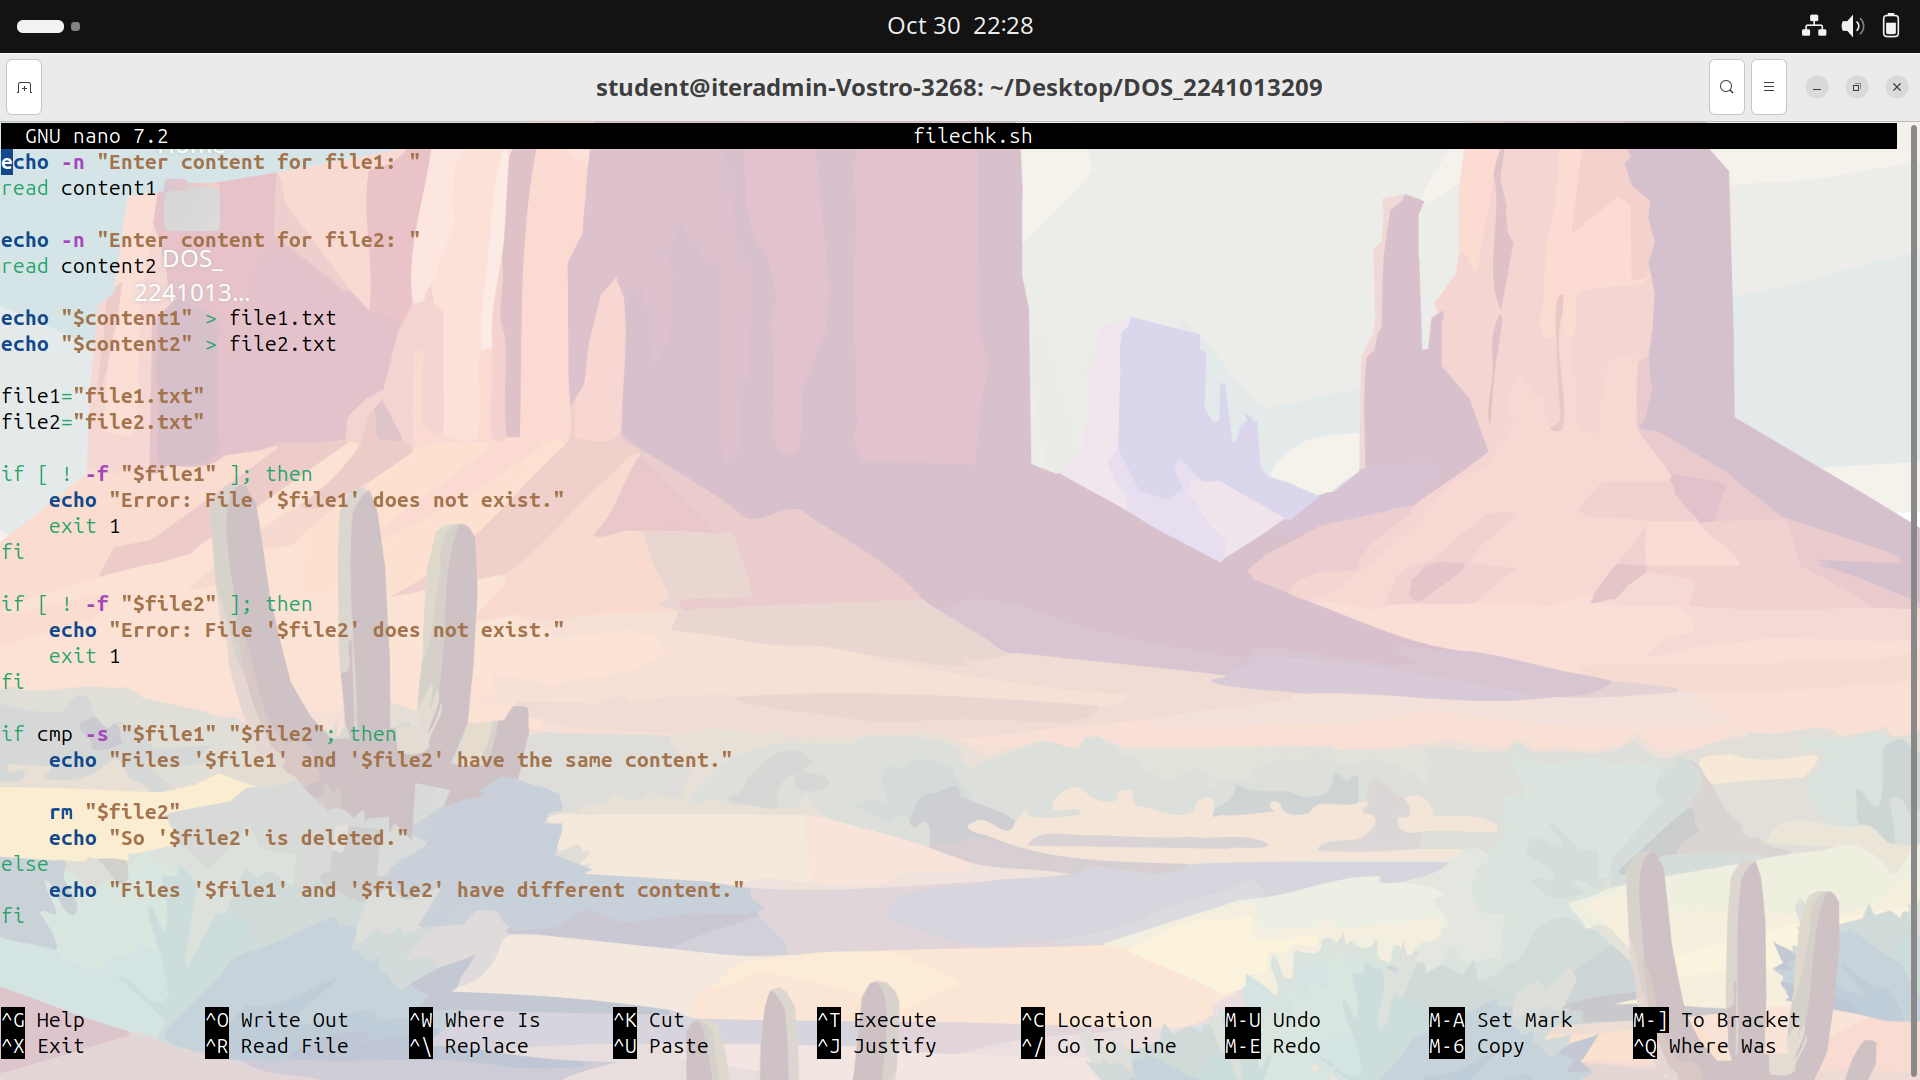 Oct 30 22:28
student@iteradmin-Vostro-3268: ~/Desktop/DOS_2241013209
GNU nano 7.2 filechk.sh
echo -n "Enter content for file1: "
read content1
echo -n "Enter content for file2: "
read content2
DOS_
2241013...
echo "$content1" > file1.txt
echo "$content2" > file2.txt
file1="file1.txt"
file2="file2.txt"
if [ ! -f "$file1" ]; then
    echo "Error: File '$file1' does not exist."
    exit 1
fi
if [ ! -f "$file2" ]; then
    echo "Error: File '$file2' does not exist."
    exit 1
fi
if cmp -s "$file1" "$file2"; then
    echo "Files '$file1' and '$file2' have the same content."
    rm "$file2"
    echo "So '$file2' is deleted."
else
    echo "Files '$file1' and '$file2' have different content."
fi
^G Help ^O Write Out ^W Where Is ^K Cut ^T Execute ^C Location M-U Undo M-A Set Mark M-] To Bracket
^X Exit ^R Read File ^\ Replace ^U Paste ^J Justify ^/ Go To Line M-E Redo M-6 Copy ^Q Where Was